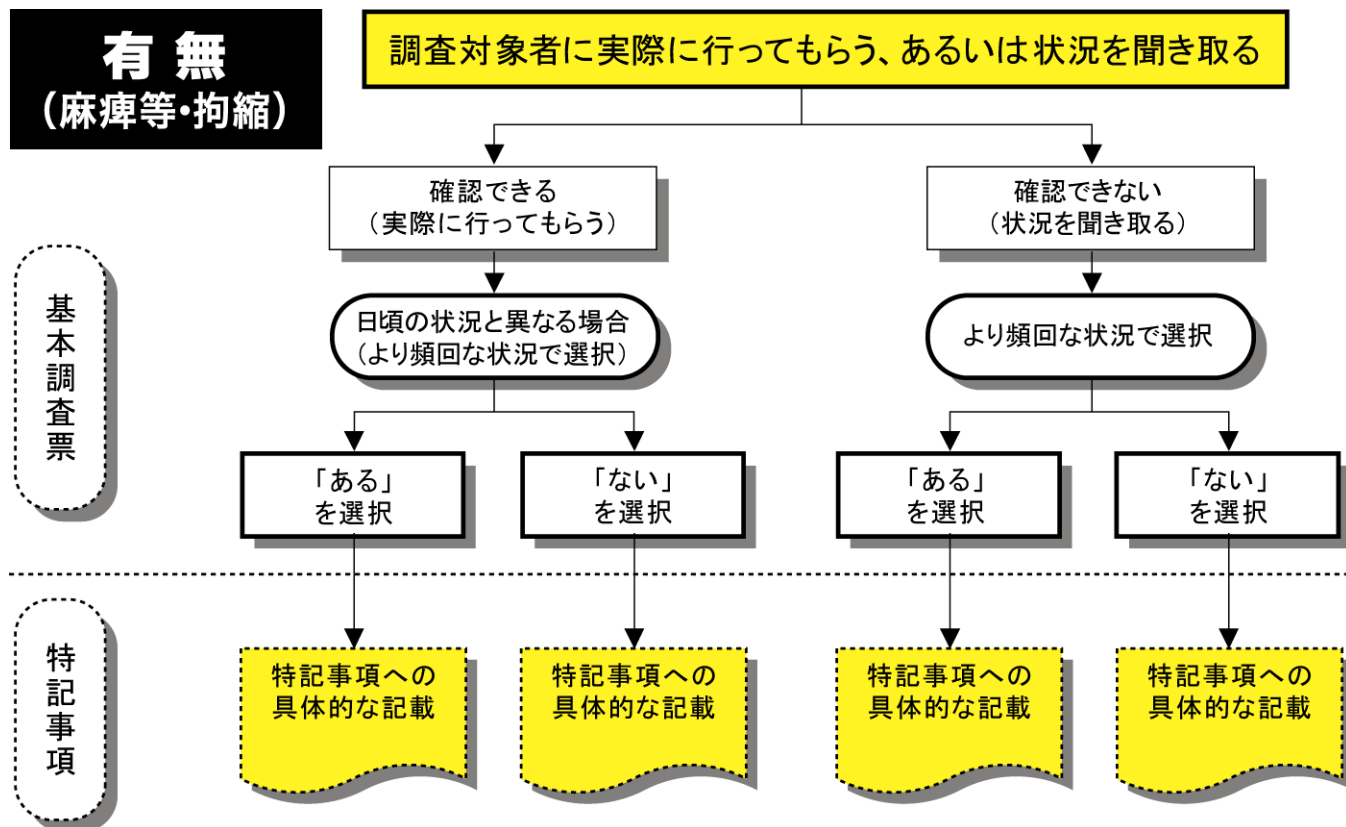 有無
(麻痺等・拘縮)
調査対象者に実際に行ってもらう、あるいは状況を聞き取る
確認できる
(実際に行ってもらう)
確認できない
(状況を聞き取る)
基本調査票
日頃の状況と異なる場合
(より頻回な状況で選択)
より頻回な状況で選択
「ある」
を選択
「ない」
を選択
「ある」
を選択
「ない」
を選択
特記事項
特記事項への
具体的な記載
特記事項への
具体的な記載
特記事項への
具体的な記載
特記事項への
具体的な記載